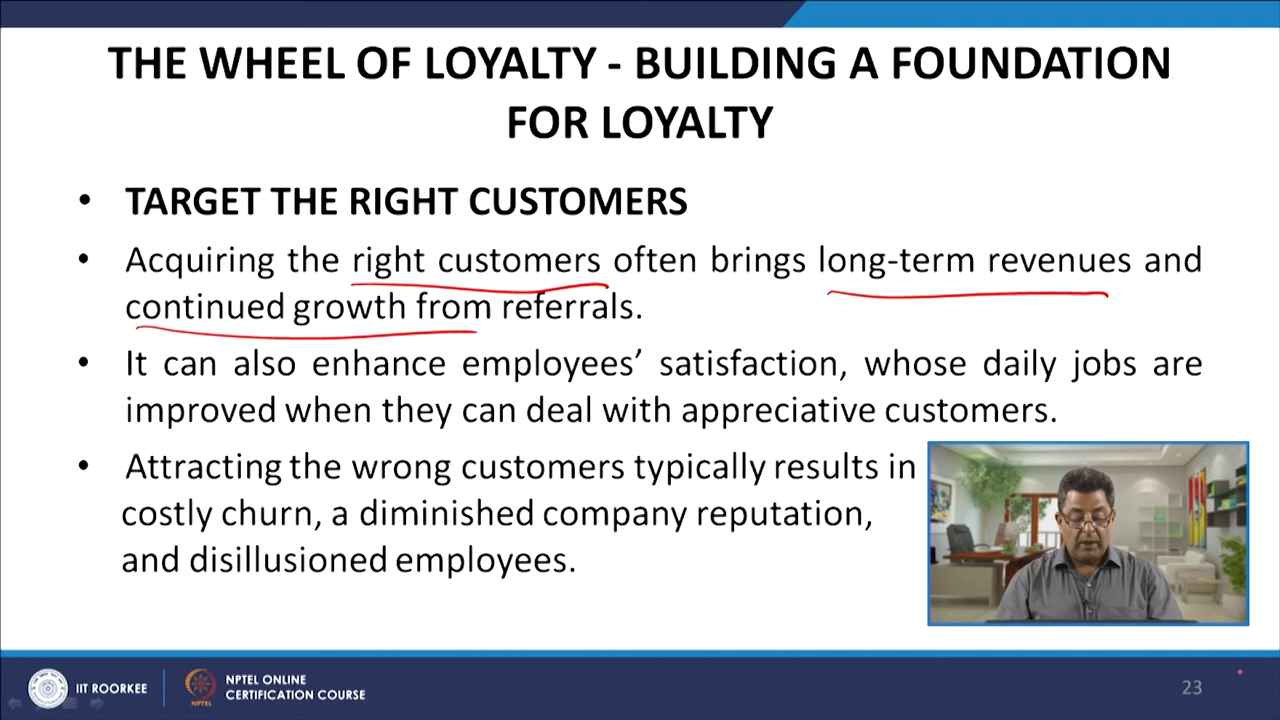 THE WHEEL OF LOYALTY - BUILDING A FOUNDATION
FOR LOYALTY
• TARGET THE RIGHT CUSTOMERS
• Acquiring the right customers often brings long-term revenues and
continued growth from referrals.
• It can also enhance employees’ satisfaction, whose daily jobs are
improved when they can deal with appreciative customers.
• Attracting the wrong customers typically results in
costly churn, a diminished company reputation,
and disillusioned employees.
IIT ROORKEE
NPTEL
NPTEL ONLINE
CERTIFICATION COURSE
23